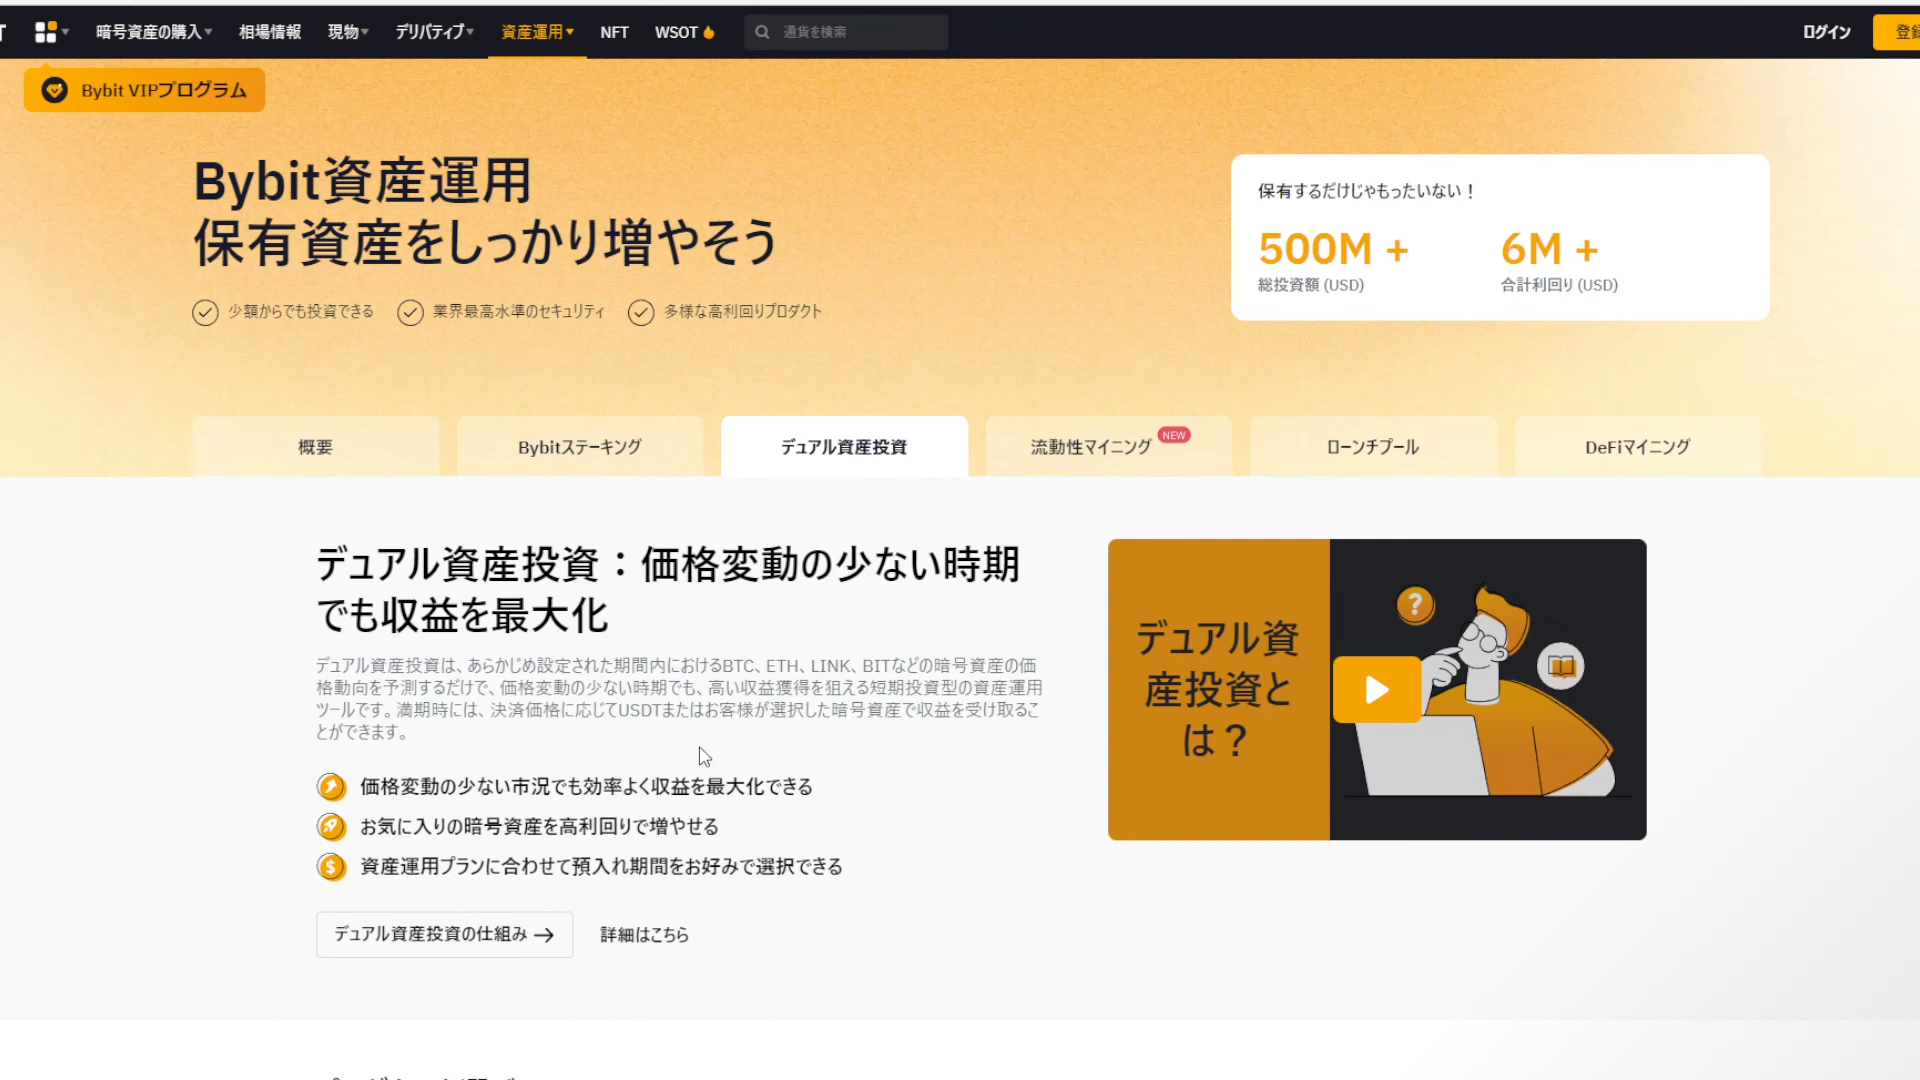 T
暗号資産の購入
相場情報
現物
デリバティブ
資産運用
NFT
WSOT
通貨を検索
ログイン
Bybit VIPプログラム
Bybit資産運用
保有資産をしっかり増やそう
少額からでも投資できる
業界最高水準のセキュリティ
多様な高利回りプロダクト
保有するだけじゃもったいない！
500M +
6M +
総投資額 (USD)
合計利回り (USD)
概要
Bybitステーキング
デュアル資産投資
流動性マイニング
NEW
ローンチプール
DeFiマイニング
デュアル資産投資：価格変動の少ない時期
でも収益を最大化
デュアル資産投資は、あらかじめ設定された期間内におけるBTC、ETH、LINK、BITなどの暗号資産の価
格動向を予測するだけで、価格変動の少ない時期でも、高い収益獲得を狙える短期投資型の資産運用
ツールです。満期時には、決済価格に応じてUSDTまたはお客様が選択した暗号資産で収益を受け取るこ
とができます。
価格変動の少ない市況でも効率よく収益を最大化できる
お気に入りの暗号資産を高利回りで増やせる
資産運用プランに合わせて預入れ期間をお好みで選択できる
デュアル資産投資の仕組み
詳細はこちら
デュアル資
産投資と
は？
?